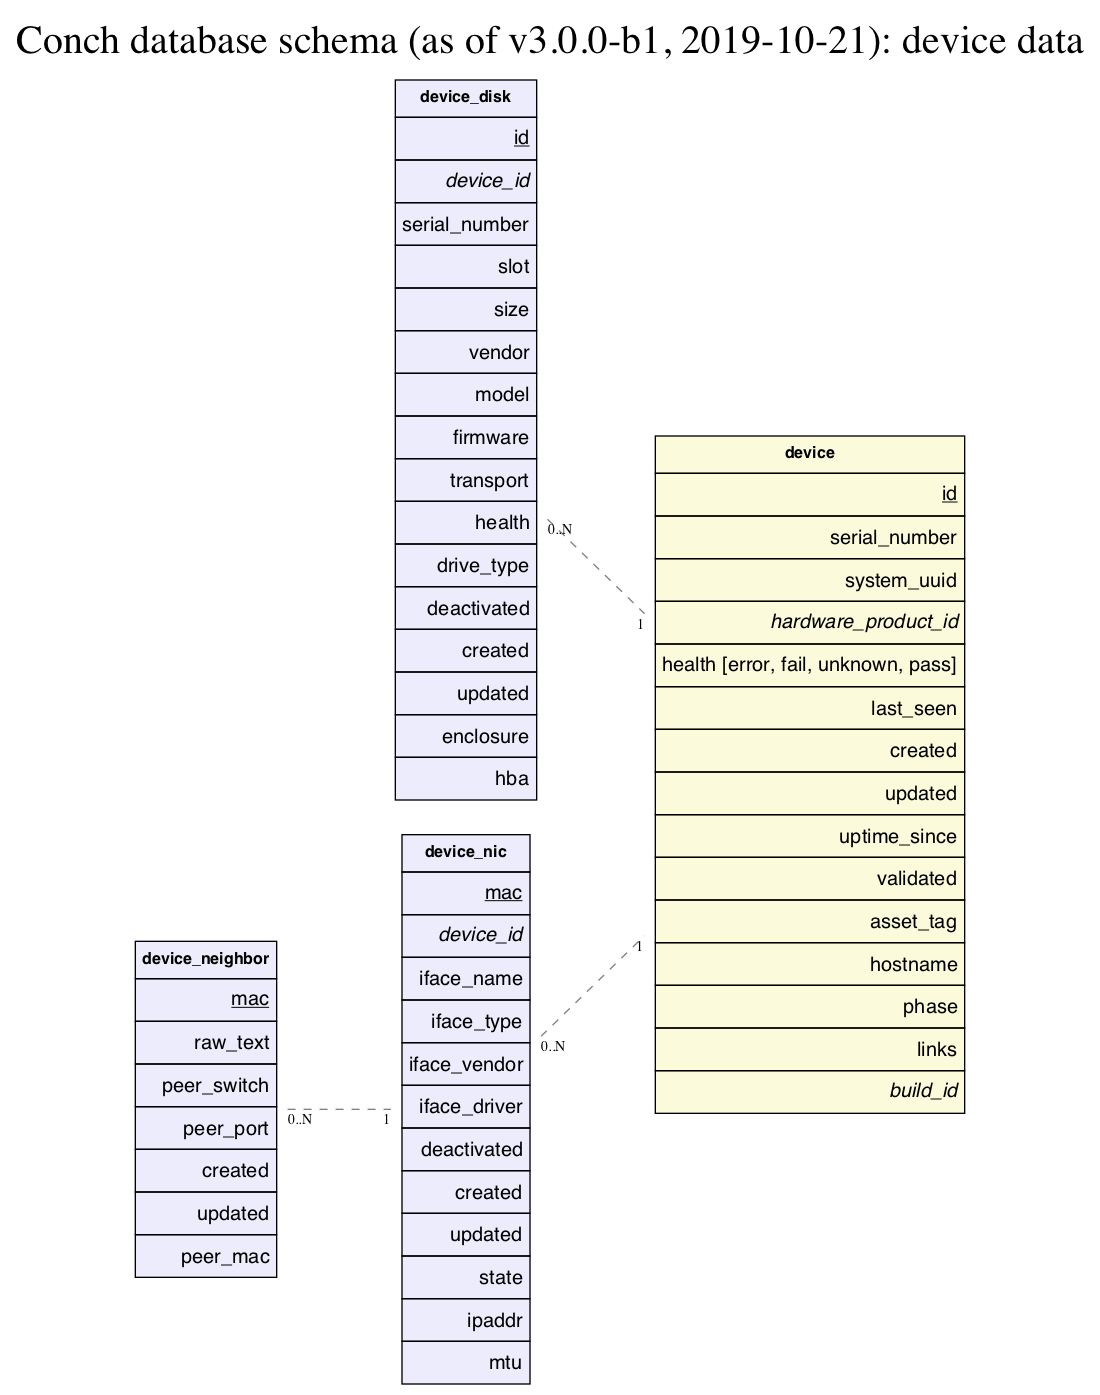 Conch database schema (as of v3.0.0-b1, 2019-10-21): device data
device_disk
id
device_id
serial_number
slot
size
vendor
model
firmware
transport
health
drive_type
deactivated
created
updated
enclosure
hba
0..N
1
device
id
serial_number
system_uuid
hardware_product_id
health [error, fail, unknown, pass]
last_seen
created
updated
uptime_since
validated
asset_tag
hostname
phase
links
build_id
device_nic
mac
device_id
iface_name
iface_type
iface_vendor
iface_driver
deactivated
created
updated
state
ipaddr
mtu
1
0..N
device_neighbor
mac
raw_text
peer_switch
peer_port
created
updated
peer_mac
0..N
1